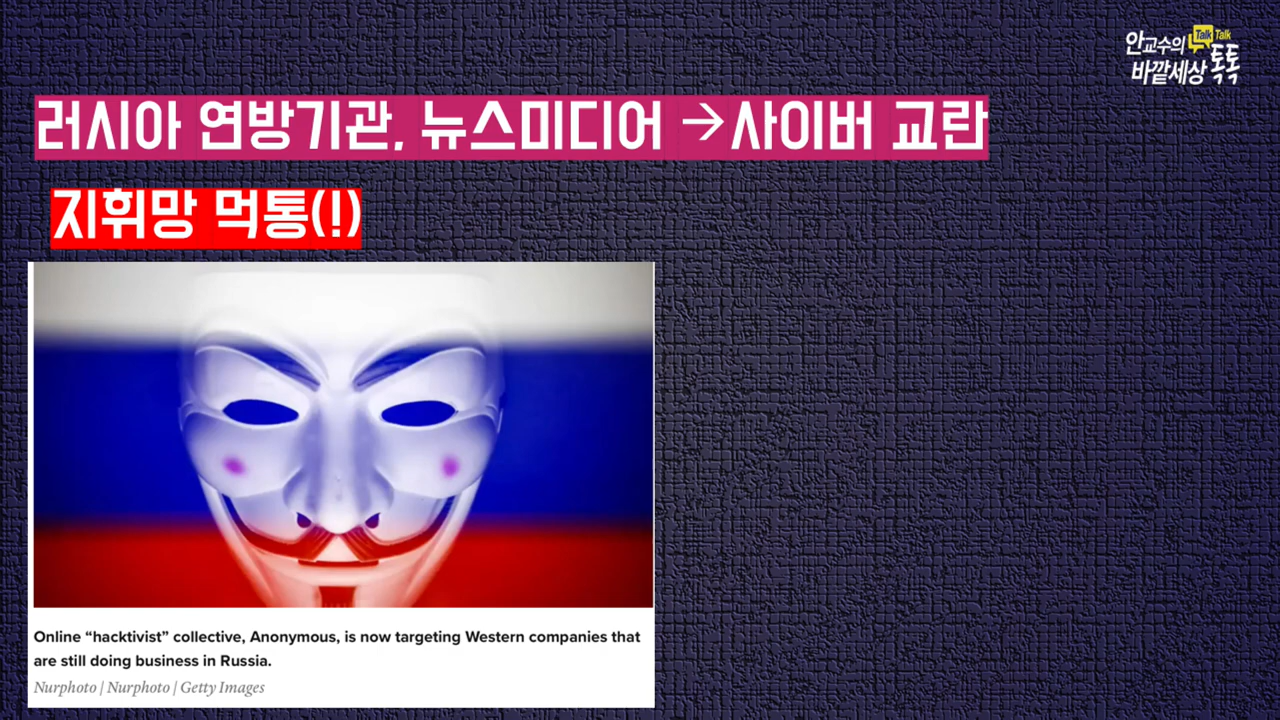 안교수의 Talk Talk
바깥세상 톡톡
러시아 연방기관, 뉴스미디어 →사이버 교란
지휘망 먹통(!)
Online “hacktivist” collective, Anonymous, is now targeting Western companies that
are still doing business in Russia.
Nurphoto | Nurphoto | Getty Images